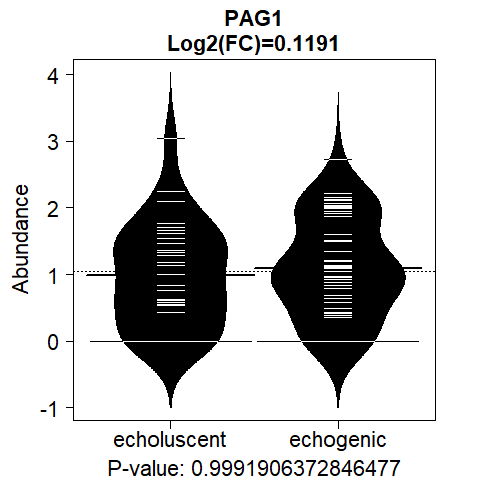 PAG1
Log2(FC)=0.1191
Abundance
4
3
2
1
0
-1
echoluscent echogenic
P-value: 0.9991906372846477